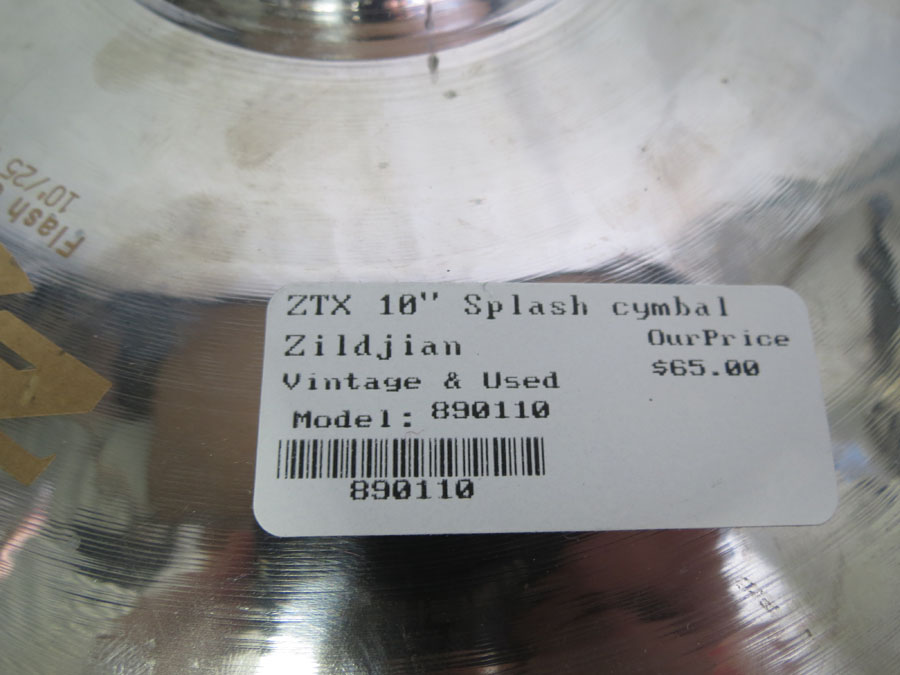 Flash
10"/25
ZTX 10" Splash cymbal
Zildjian
OurPrice
Vintage & Used
$65.00
Model: 890110
890110